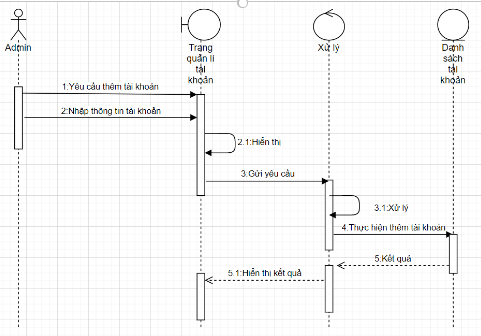 Admin
Trang
quản lí
tài
khoản
Xử lý
Danh
sách
tài
khoản
1:Yêu cầu thêm tài khoản
2:Nhập thông tin tài khoản
2.1:Hiển thị
3:Gửi yêu cầu
3.1:Xử lý
4.Thực hiện thêm tài khoản
5.Kết quả
5.1:Hiển thị kết quả